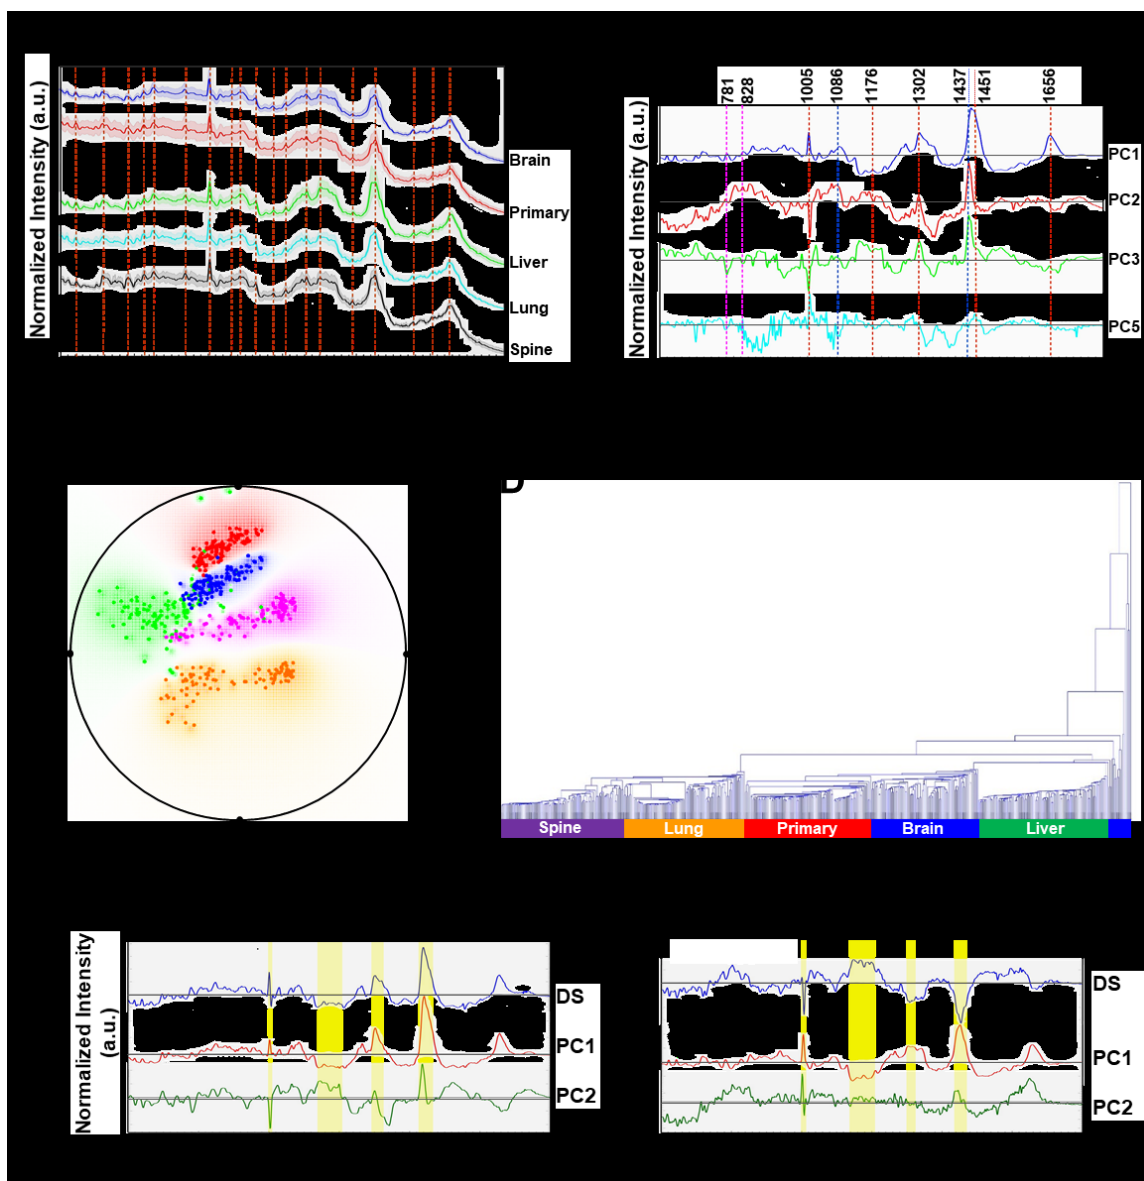 Normalized Intensity (a.u.)
Brain
Primary
Liver
Lung
Spine
Normalized Intensity (a.u.)
781
828
1005
1086
1176
1302
1437
1451
1656
PC1
PC2
PC3
PC5
D
Spine Lung Primary Brain Liver
Normalized Intensity
(a.u.)
DS
PC1
PC2
DS
PC1
PC2